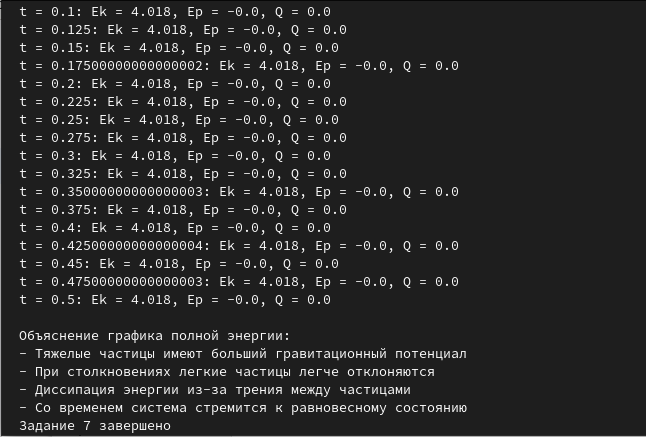 t = 0.1: Ek = 4.018, Ep = -0.0, Q = 0.0
t = 0.125: Ek = 4.018, Ep = -0.0, Q = 0.0
t = 0.15: Ek = 4.018, Ep = -0.0, Q = 0.0
t = 0.17500000000000002: Ek = 4.018, Ep = -0.0, Q = 0.0
t = 0.2: Ek = 4.018, Ep = -0.0, Q = 0.0
t = 0.225: Ek = 4.018, Ep = -0.0, Q = 0.0
t = 0.25: Ek = 4.018, Ep = -0.0, Q = 0.0
t = 0.275: Ek = 4.018, Ep = -0.0, Q = 0.0
t = 0.3: Ek = 4.018, Ep = -0.0, Q = 0.0
t = 0.325: Ek = 4.018, Ep = -0.0, Q = 0.0
t = 0.35000000000000003: Ek = 4.018, Ep = -0.0, Q = 0.0
t = 0.375: Ek = 4.018, Ep = -0.0, Q = 0.0
t = 0.4: Ek = 4.018, Ep = -0.0, Q = 0.0
t = 0.42500000000000004: Ek = 4.018, Ep = -0.0, Q = 0.0
t = 0.45: Ek = 4.018, Ep = -0.0, Q = 0.0
t = 0.47500000000000003: Ek = 4.018, Ep = -0.0, Q = 0.0
t = 0.5: Ek = 4.018, Ep = -0.0, Q = 0.0
Объяснение графика полной энергии:
- Тяжелые частицы имеют больший гравитационный потенциал
- При столкновениях легкие частицы легче отклоняются
- Диссипация энергии из-за трения между частицами
- Со временем система стремится к равновесному состоянию
Задание 7 завершено